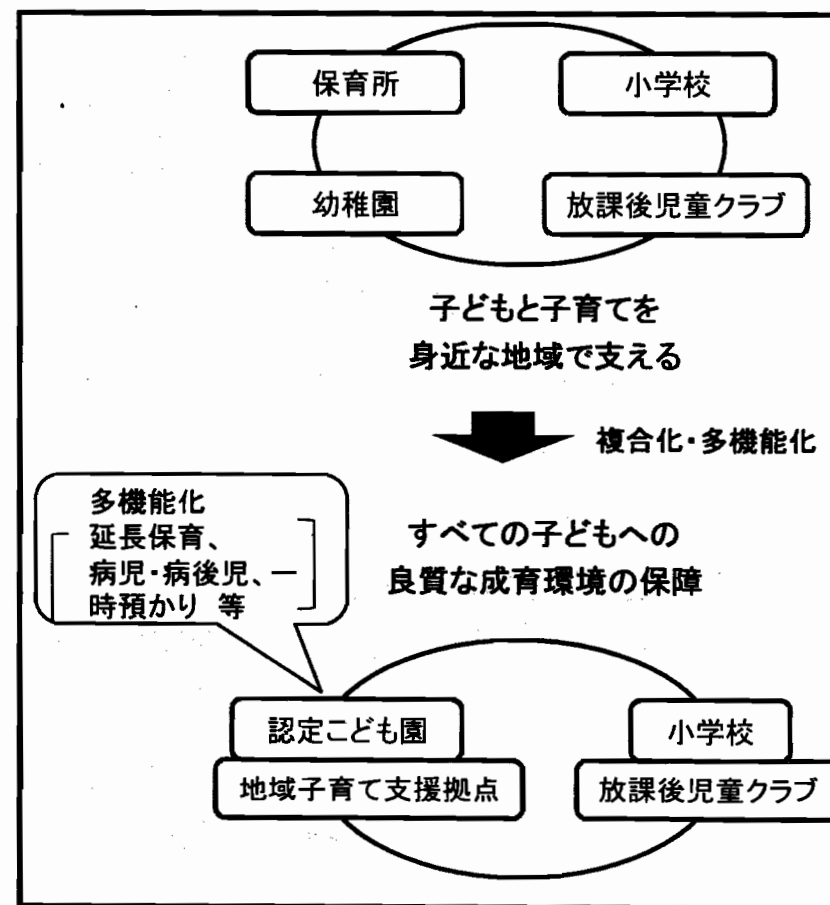 保育所
小学校
幼稚園
放課後児童クラブ
子どもと子育てを
身近な地域で支える
複合化・多機能化
多機能化
延長保育、
病児・病後児、一
時預かり 等
すべての子どもへの
良質な成育環境の保障
認定こども園
小学校
地域子育て支援拠点
放課後児童クラブ